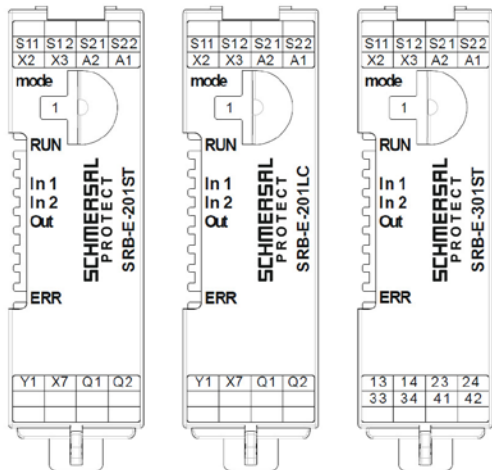 S11 S12 S21 S22
X2 X3 A2 A1
mode
1
RUN
In 1
In 2
Out
ERR
SCHMERSAL
PROTECT
SRB-E-201ST
Y1 X7 Q1 Q2
S11 S12 S21 S22
X2 X3 A2 A1
mode
1
RUN
In 1
In 2
Out
ERR
SCHMERSAL
PROTECT
SRB-E-201LC
Y1 X7 Q1 Q2
S11 S12 S21 S22
X2 X3 A2 A1
mode
1
RUN
In 1
In 2
Out
ERR
SCHMERSAL
PROTECT
SRB-E-301ST
13 14 23 24
33 34 41 42